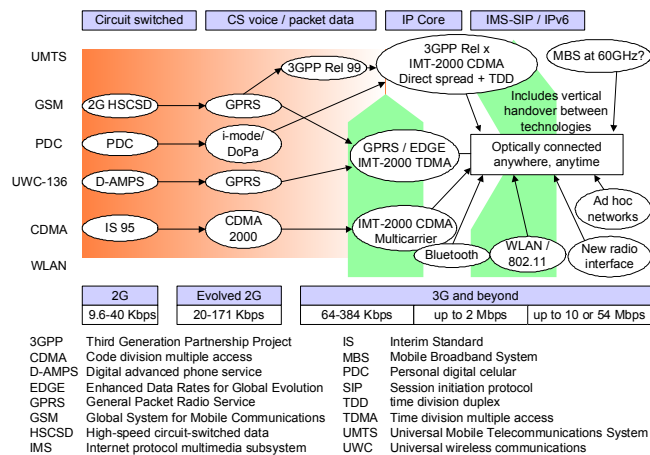 Circuit switched
CS voice / packet data
IP Core
IMS-SIP / IPv6
UMTS
GSM
PDC
UWC-136
CDMA
WLAN
3GPP Rel 99
3GPP Rel x
IMT-2000 CDMA
Direct spread + TDD
MBS at 60GHz?
2G HSCSD
GPRS
Includes vertical
handover between
technologies
PDC
i-mode/
DoPa
GPRS / EDGE
IMT-2000 TDMA
Optically connected
anywhere, anytime
D-AMPS
GPRS
Ad hoc
networks
IS 95
CDMA
2000
IMT-2000 CDMA
Multicarrier
Bluetooth
WLAN /
802.11
New radio
interface
2G
Evolved 2G
3G and beyond
9.6-40 Kbps
20-171 Kbps
64-384 Kbps
up to 2 Mbps
up to 10 or 54 Mbps
3GPP Third Generation Partnership Project
CDMA Code division multiple access
D-AMPS Digital advanced phone service
EDGE Enhanced Data Rates for Global Evolution
GPRS General Packet Radio Service
GSM Global System for Mobile Communications
HSCSD High-speed circuit-switched data
IMS Internet protocol multimedia subsystem
IS Interim Standard
MBS Mobile Broadband System
PDC Personal digital celular
SIP Session initiation protocol
TDD time division duplex
TDMA Time division multiple access
UMTS Universal Mobile Telecommunications System
UWC Universal wireless communications